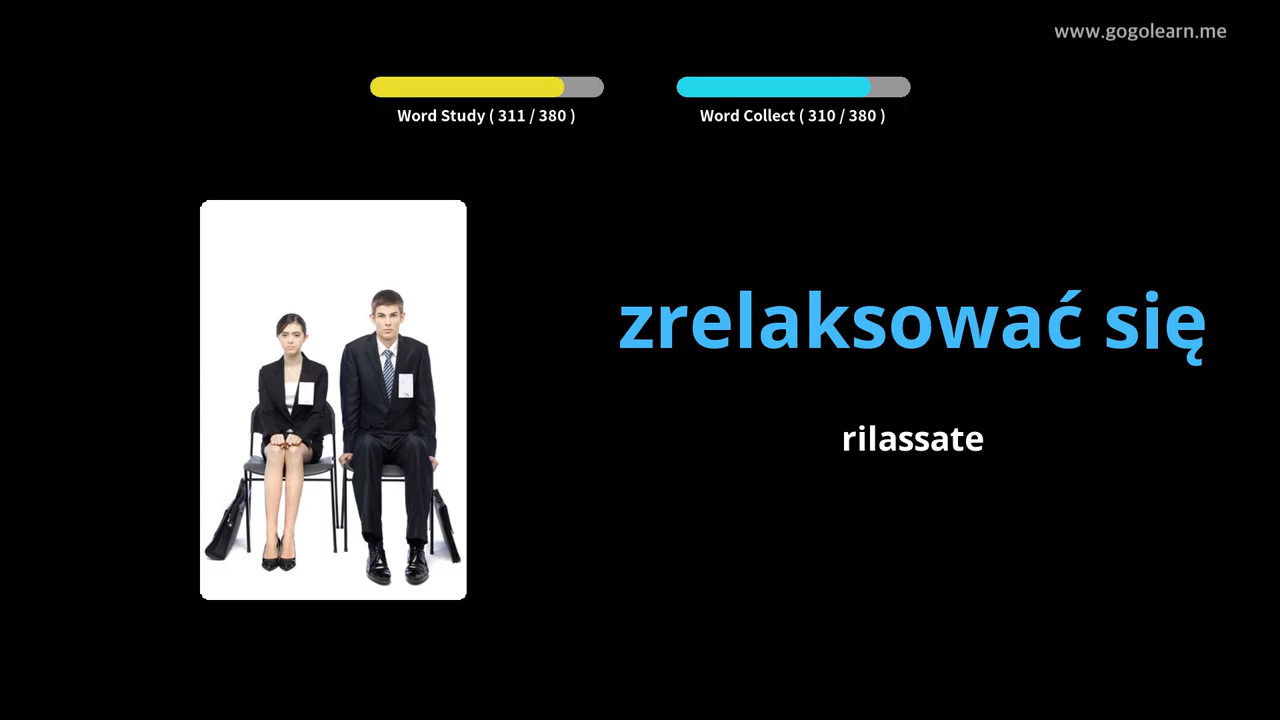 www.gogolearn.me
Word Study ( 311 / 380 )
Word Collect ( 310 / 380 )
zrelaksować się
rilassate